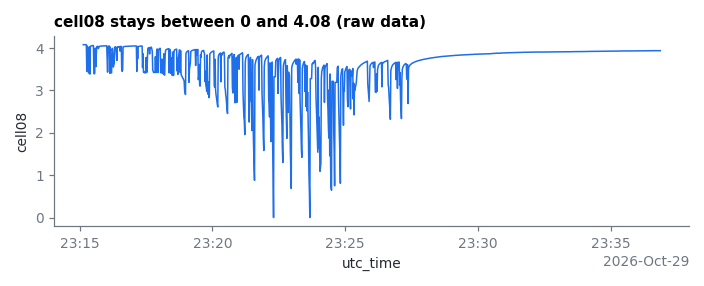 cell08 stays between 0 and 4.08 (raw data)
cell08
4
3
2
1
0
23:15 23:20 23:25 23:30 23:35
utc_time
2026-Oct-29